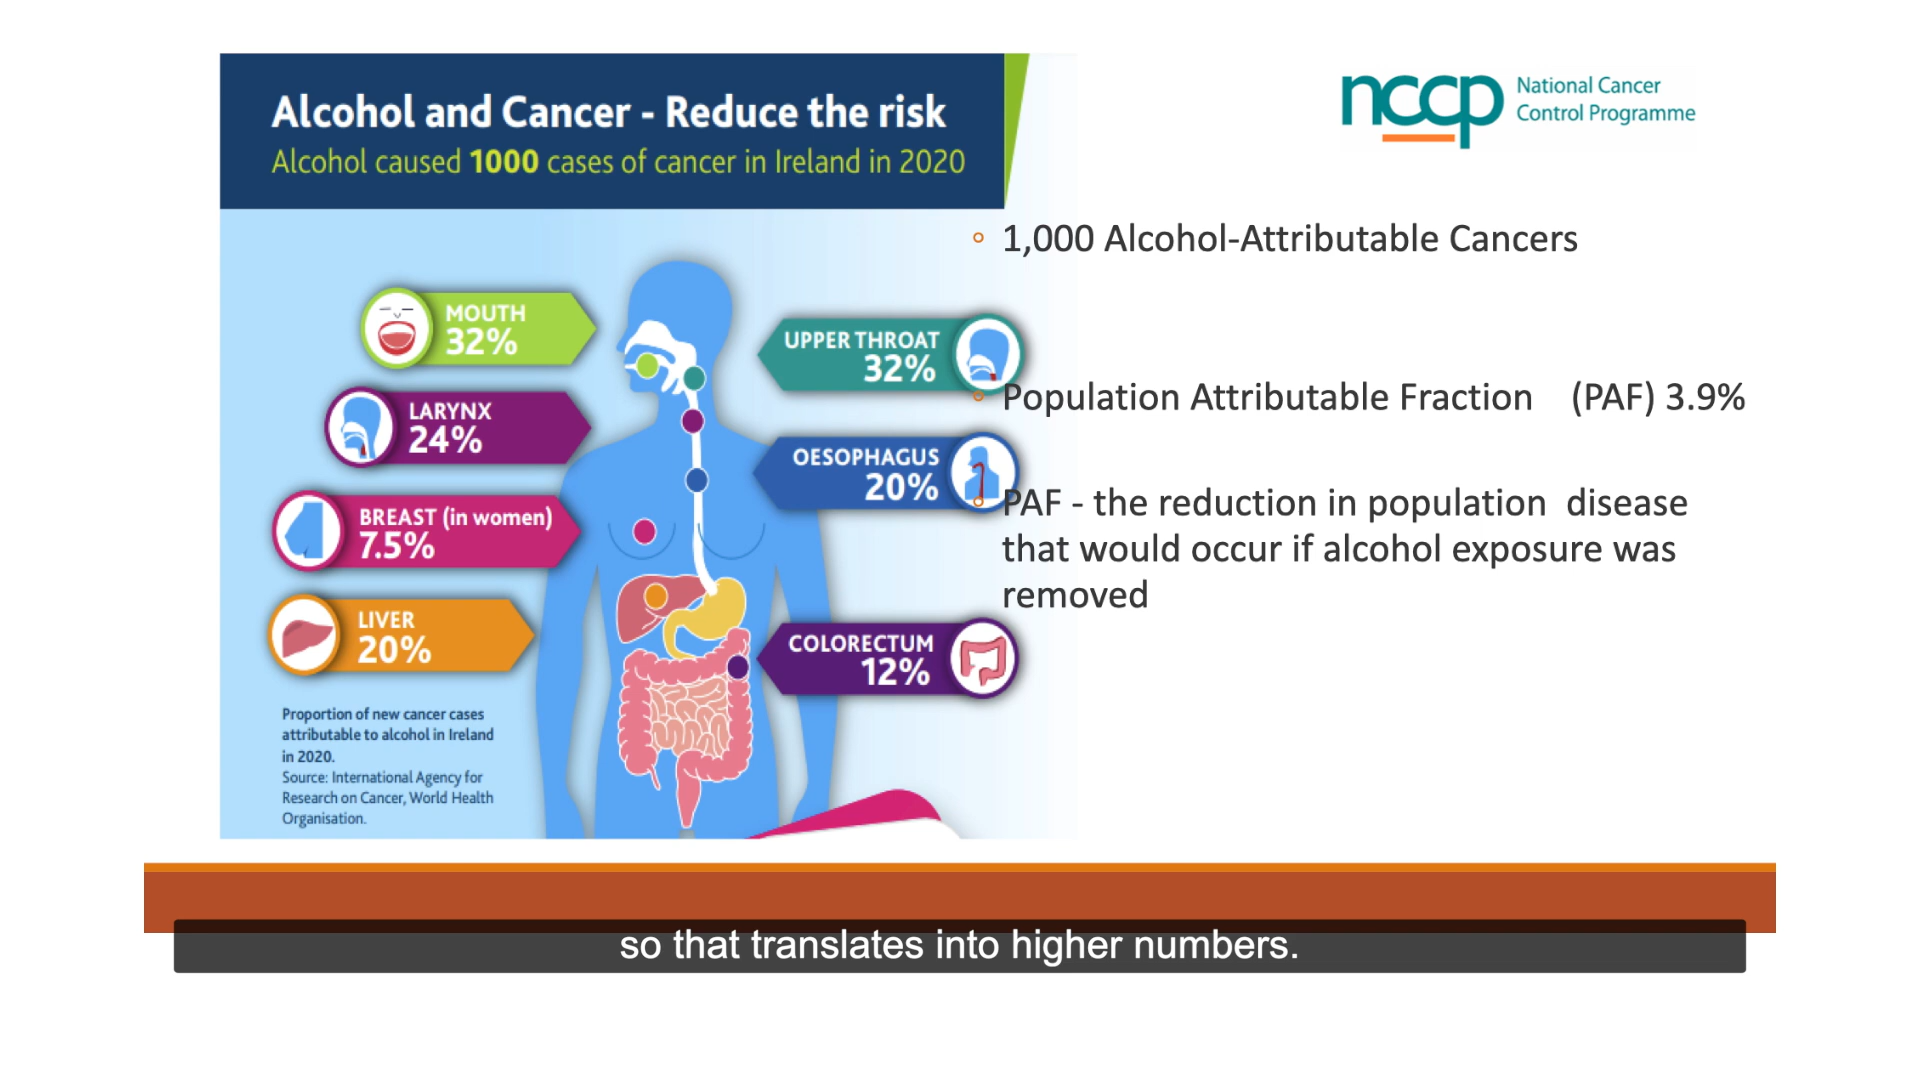 Alcohol and Cancer - Reduce the risk
Alcohol caused 1000 cases of cancer in Ireland in 2020
nccp
National Cancer
Control Programme
MOUTH
32%
LARYNX
24%
BREAST (in women)
7.5%
LIVER
20%
UPPER THROAT
32%
OESOPHAGUS
20%
COLORECTUM
12%
Proportion of new cancer cases
attributable to alcohol in Ireland
in 2020.
Source: International Agency for
Research on Cancer, World Health
Organisation.
1,000 Alcohol-Attributable Cancers
Population Attributable Fraction (PAF) 3.9%
PAF - the reduction in population disease
that would occur if alcohol exposure was
removed
so that translates into higher numbers.